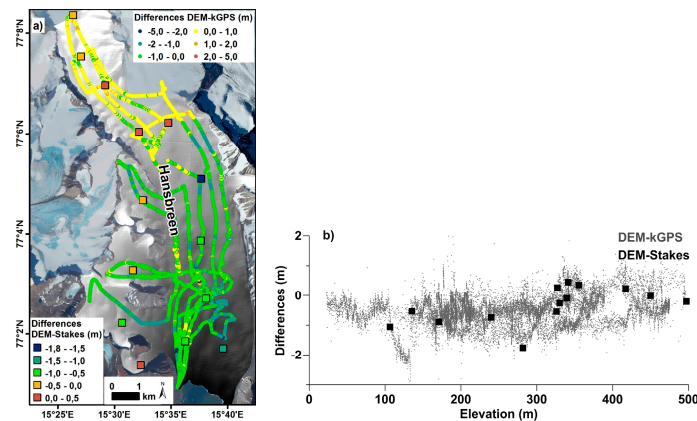 a)
Differences DEM-kGPS (m)
-5,0 - -2,0
0,0 - 1,0
-2 - -1,0
1,0 - 2,0
-1,0 - 0,0
2,0 - 5,0
77°8'N
77°6'N
77°4'N
77°2'N
Hansbreen
Differences
DEM-Stakes (m)
-1,8 - -1,5
-1,5 - -1,0
-1,0 - -0,5
-0,5 - 0,0
0,0 - 0,5
0 1
km
N
15°25'E 15°30'E 15°35'E 15°40'E
b)
DEM-kGPS
DEM-Stakes
Differences (m)
2
0
-2
0 100 200 300 400 500
Elevation (m)